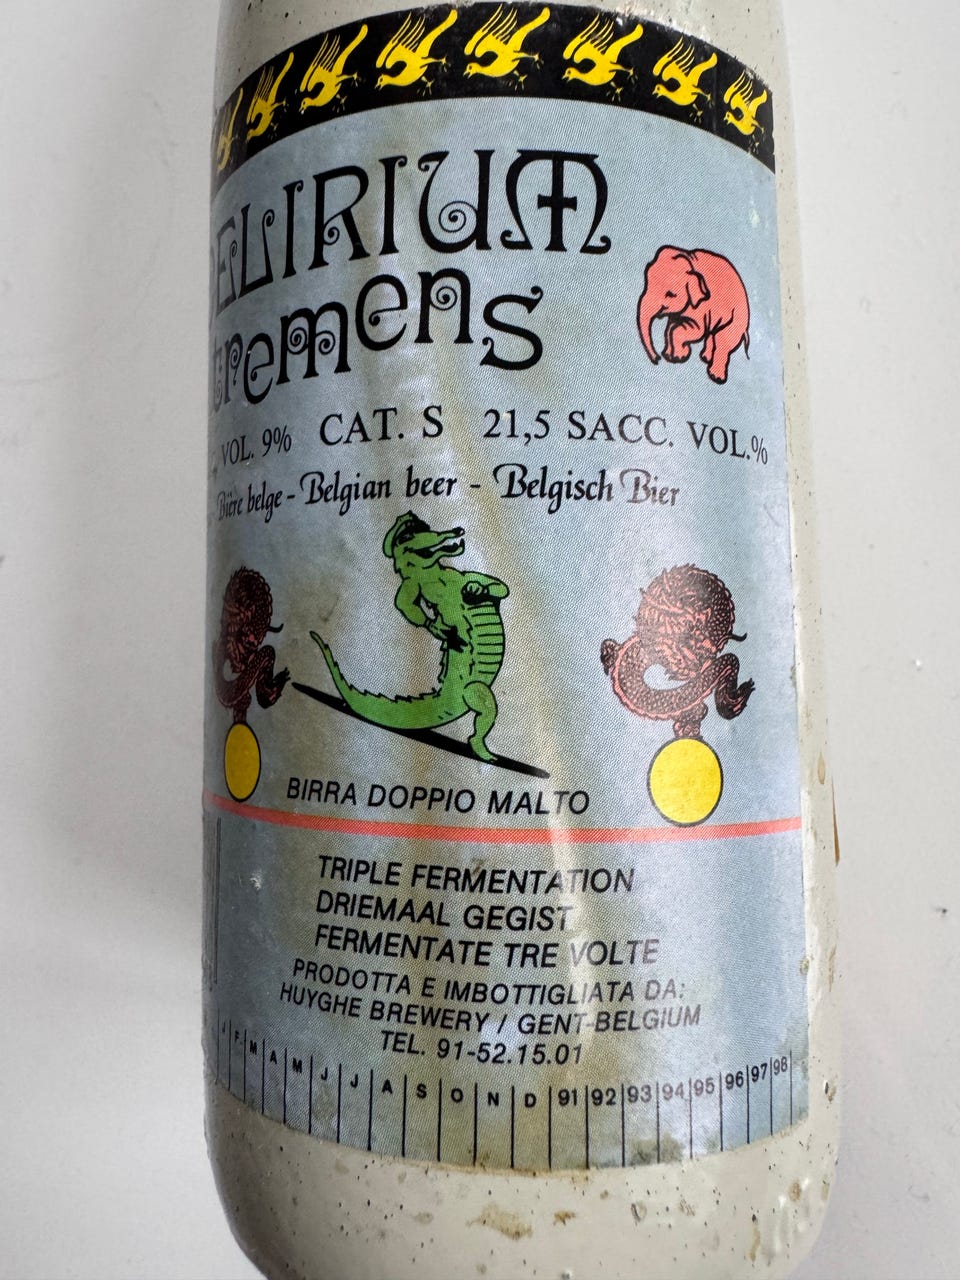 DELIRIUM
tremens
VOL. 9% CAT. S 21,5 SACC. VOL.%
Bière belge - Belgian beer - Belgisch Bier
BIRRA DOPPIO MALTO
TRIPLE FERMENTATION
DRIEMAAL GEGIST
FERMENTATE TRE VOLTE
PRODOTTA E IMBOTTIGLIATA DA:
HUYGHE BREWERY / GENT-BELGIUM
TEL. 91-52.15.01
J F M A M J J A S O N D 91 92 93 94 95 96 97 98